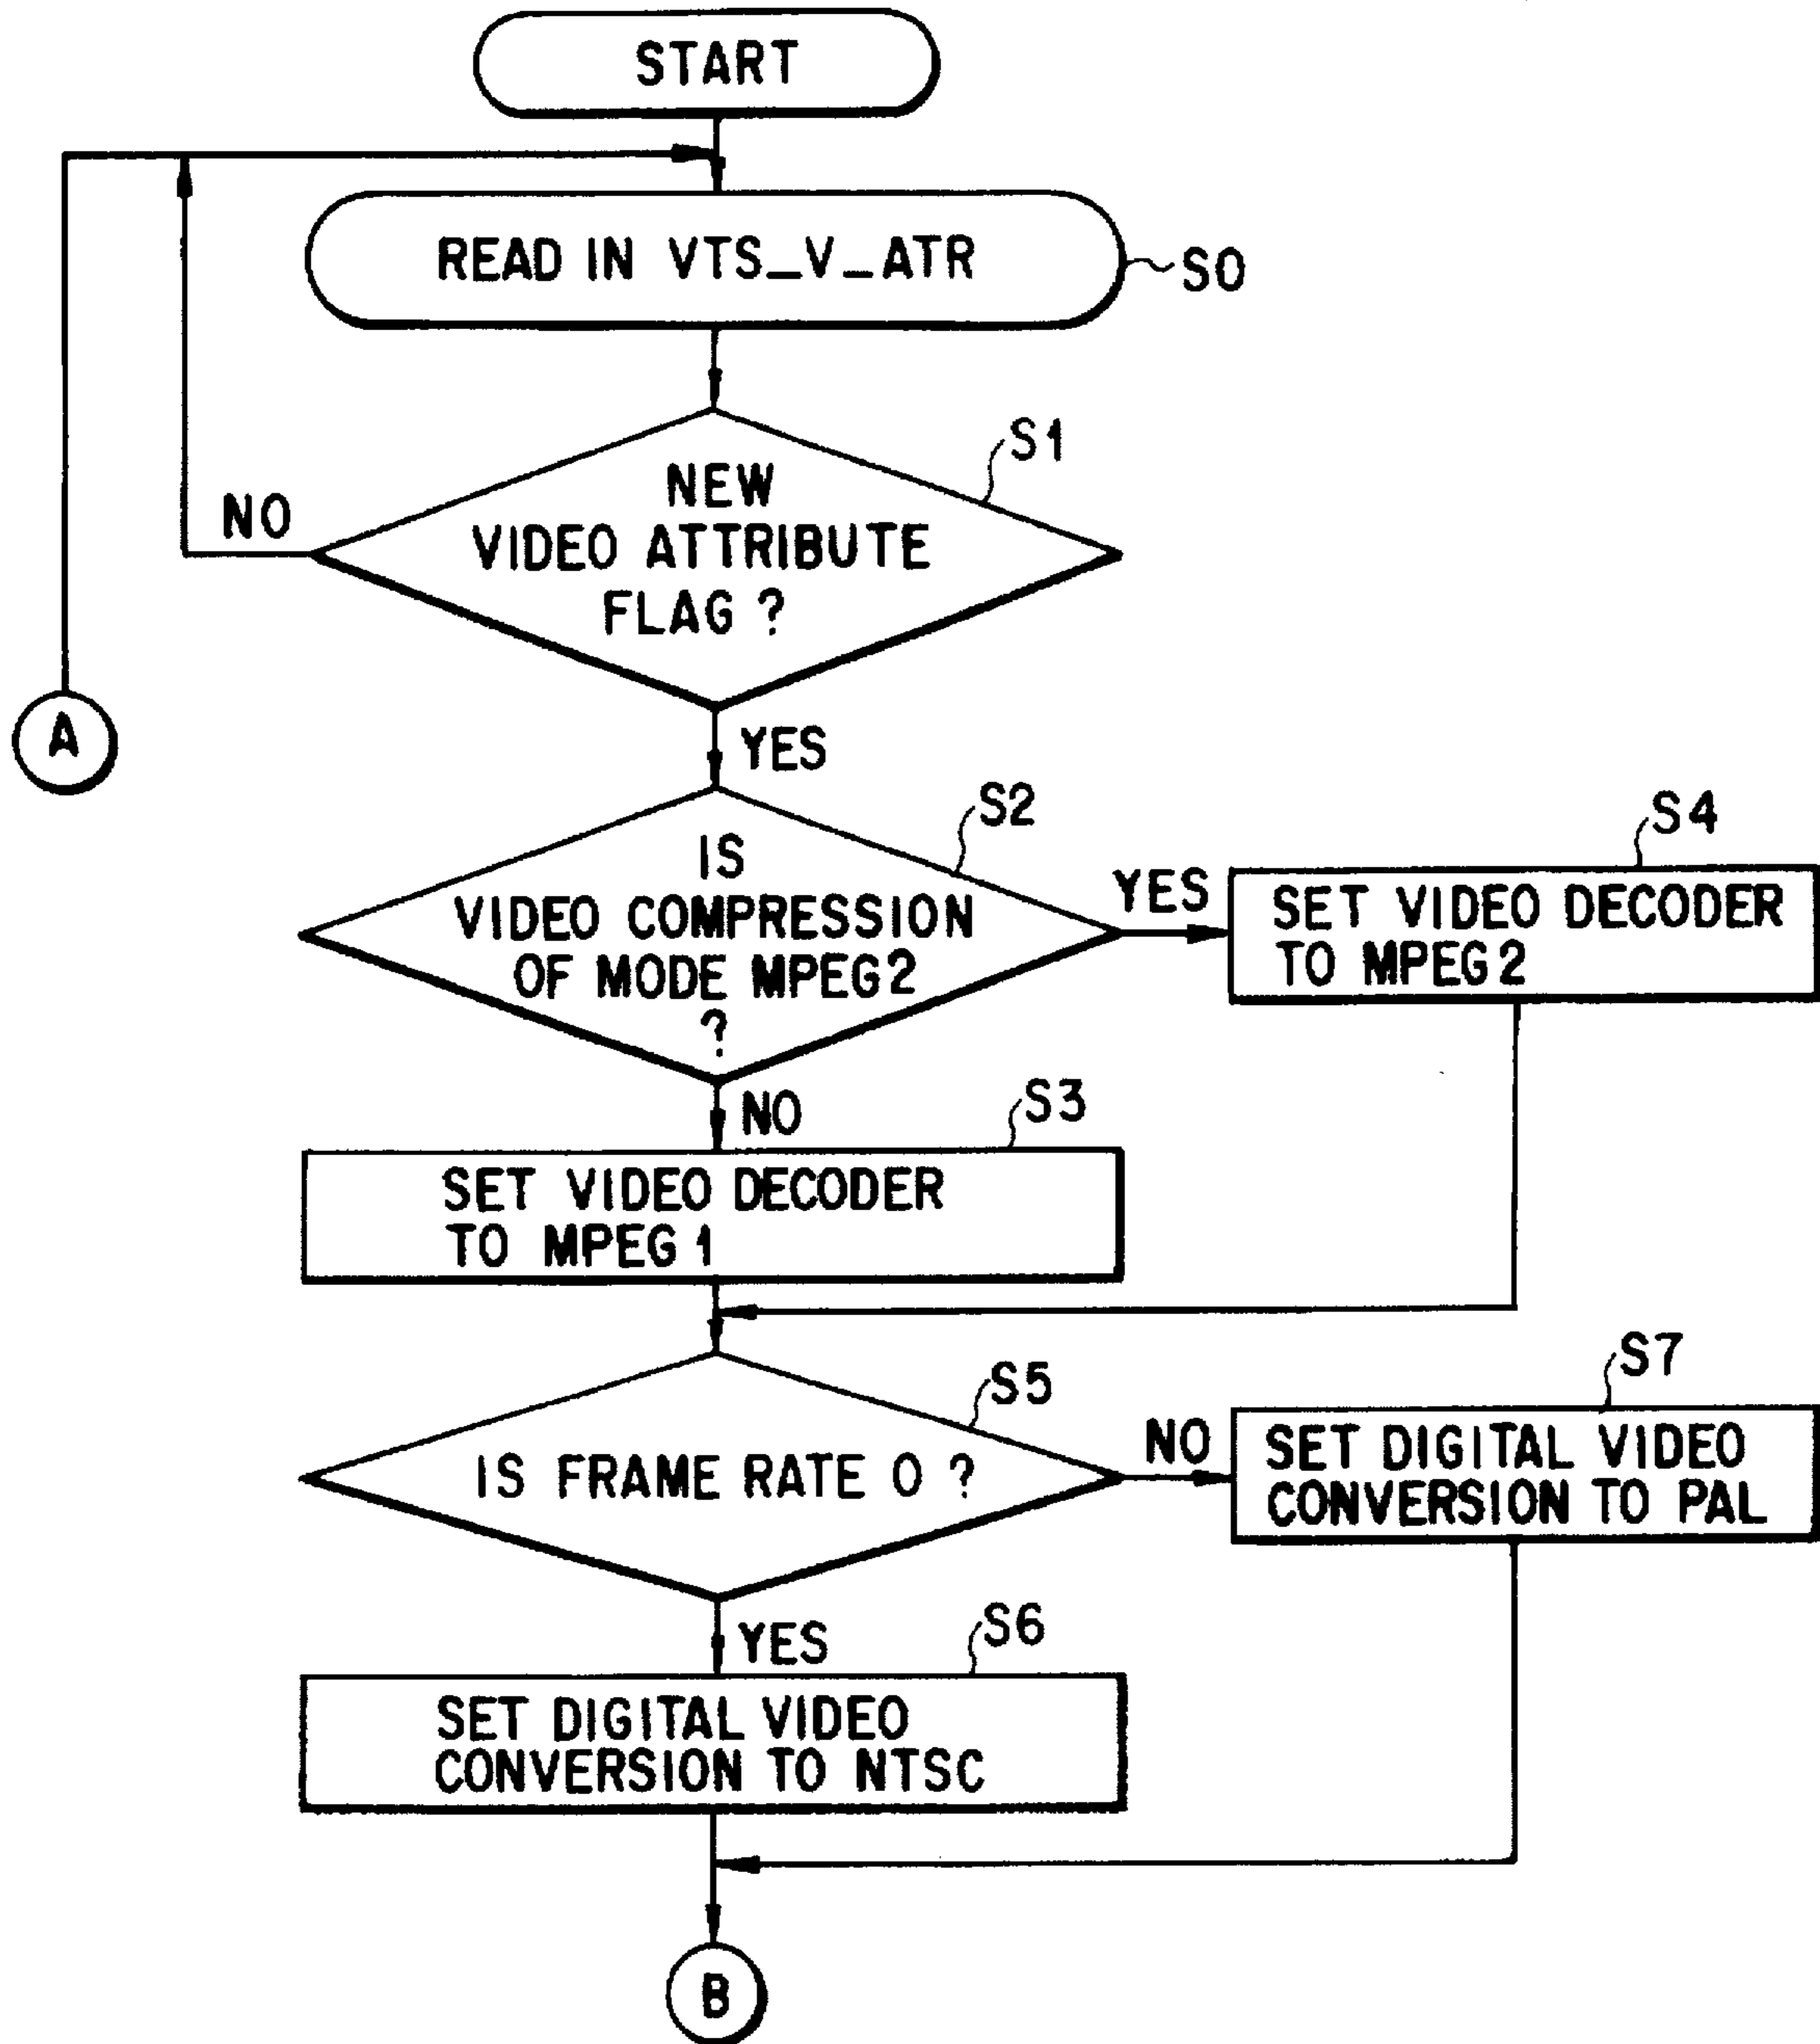 START
READ IN VTS_V_ATR
S0
S1
NEW
VIDEO ATTRIBUTE
FLAG ?
NO
A
YES
S2
IS
VIDEO COMPRESSION
OF MODE MPEG2
?
YES
S4
SET VIDEO DECODER
TO MPEG2
NO
S3
SET VIDEO DECODER
TO MPEG 1
S5
IS FRAME RATE 0 ?
NO
S7
SET DIGITAL VIDEO
CONVERSION TO PAL
YES
S6
SET DIGITAL VIDEO
CONVERSION TO NTSC
B